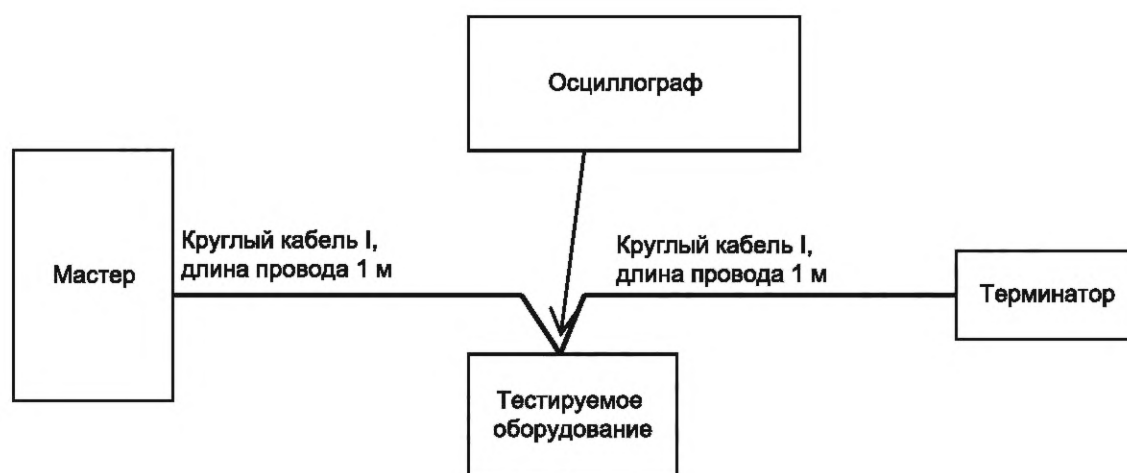 Осциллограф
Мастер
Круглый кабель I,
длина провода 1 м
Круглый кабель I,
длина провода 1 м
Терминатор
Тестируемое
оборудование